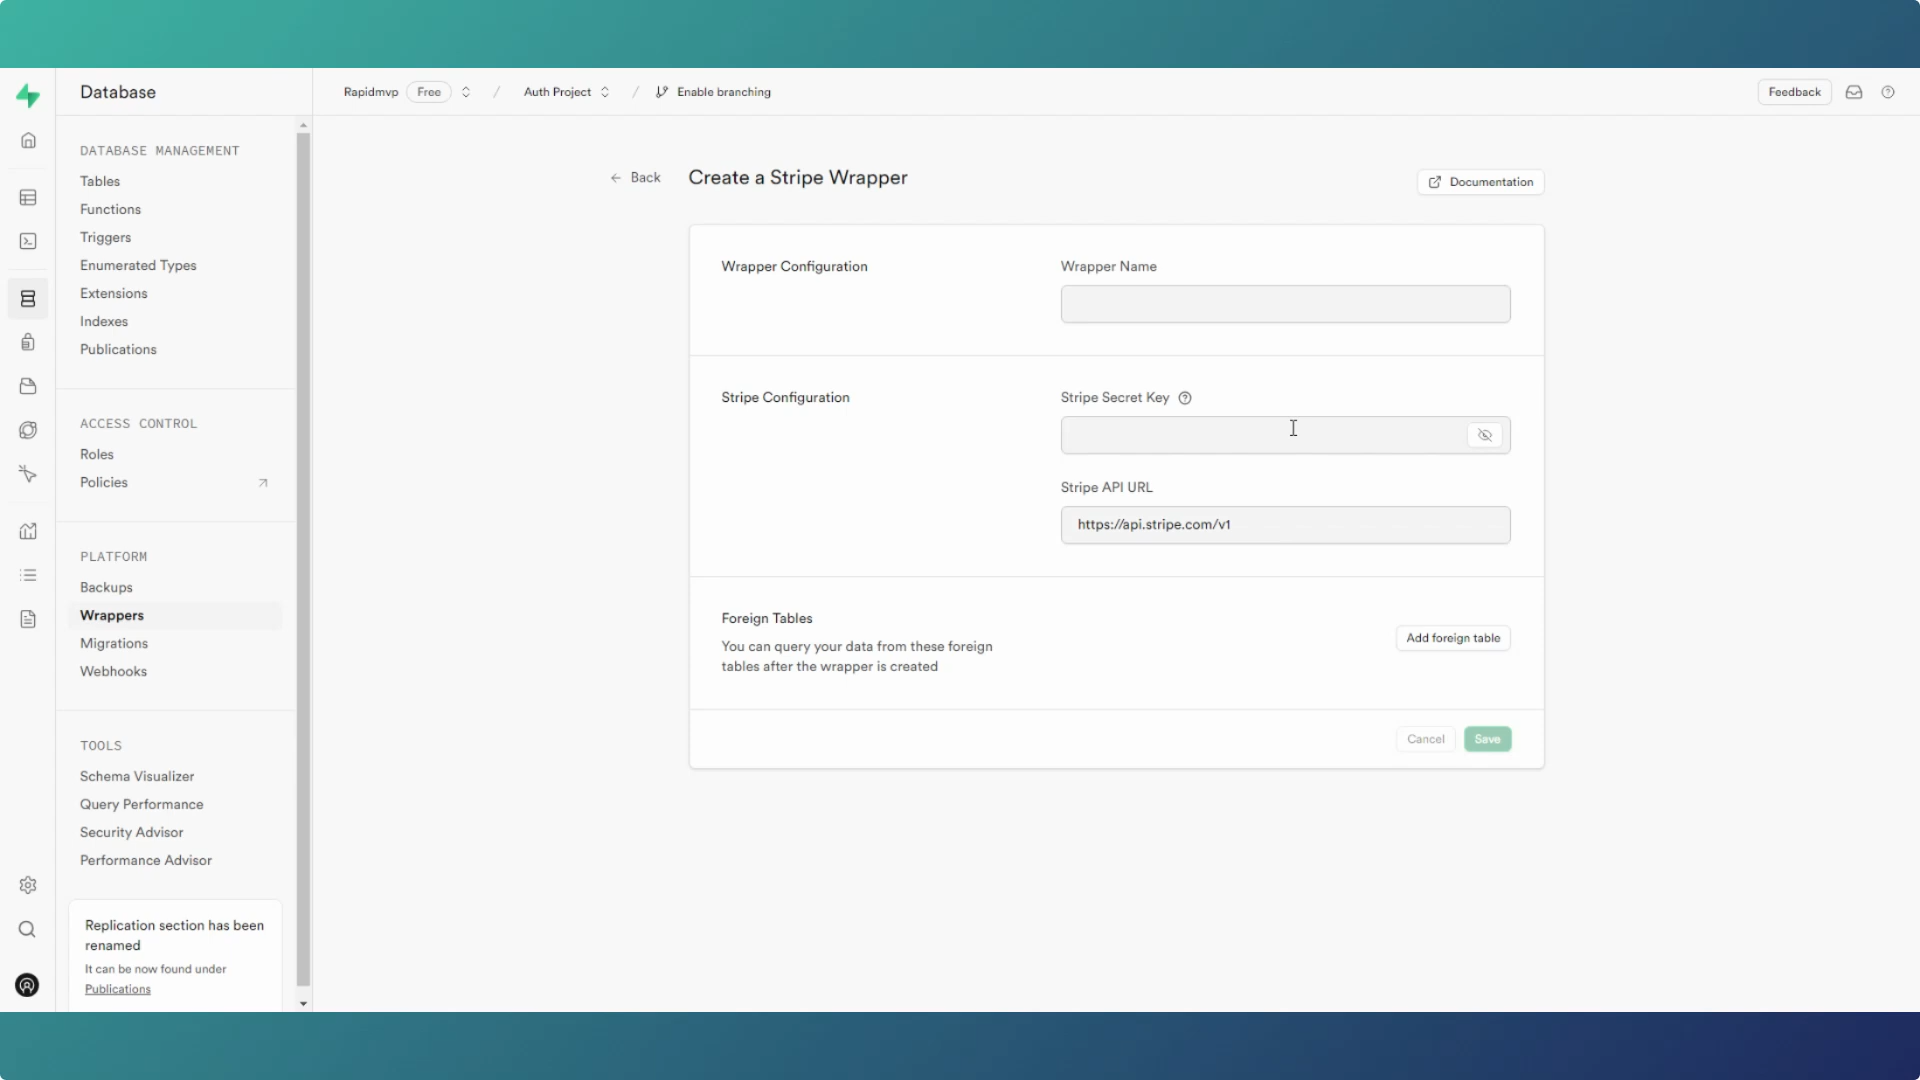 Database
Rapidmvp Free / Auth Project / Enable branching
Feedback
DATABASE MANAGEMENT
Tables
Functions
Triggers
Enumerated Types
Extensions
Indexes
Publications
ACCESS CONTROL
Roles
Policies
PLATFORM
Backups
Wrappers
Migrations
Webhooks
TOOLS
Schema Visualizer
Query Performance
Security Advisor
Performance Advisor
Replication section has been
renamed
It can be now found under
Publications
Back
Create a Stripe Wrapper
Documentation
Wrapper Configuration
Wrapper Name
Stripe Configuration
Stripe Secret Key
Stripe API URL
https://api.stripe.com/v1
Foreign Tables
You can query your data from these foreign
tables after the wrapper is created
Add foreign table
Cancel
Save